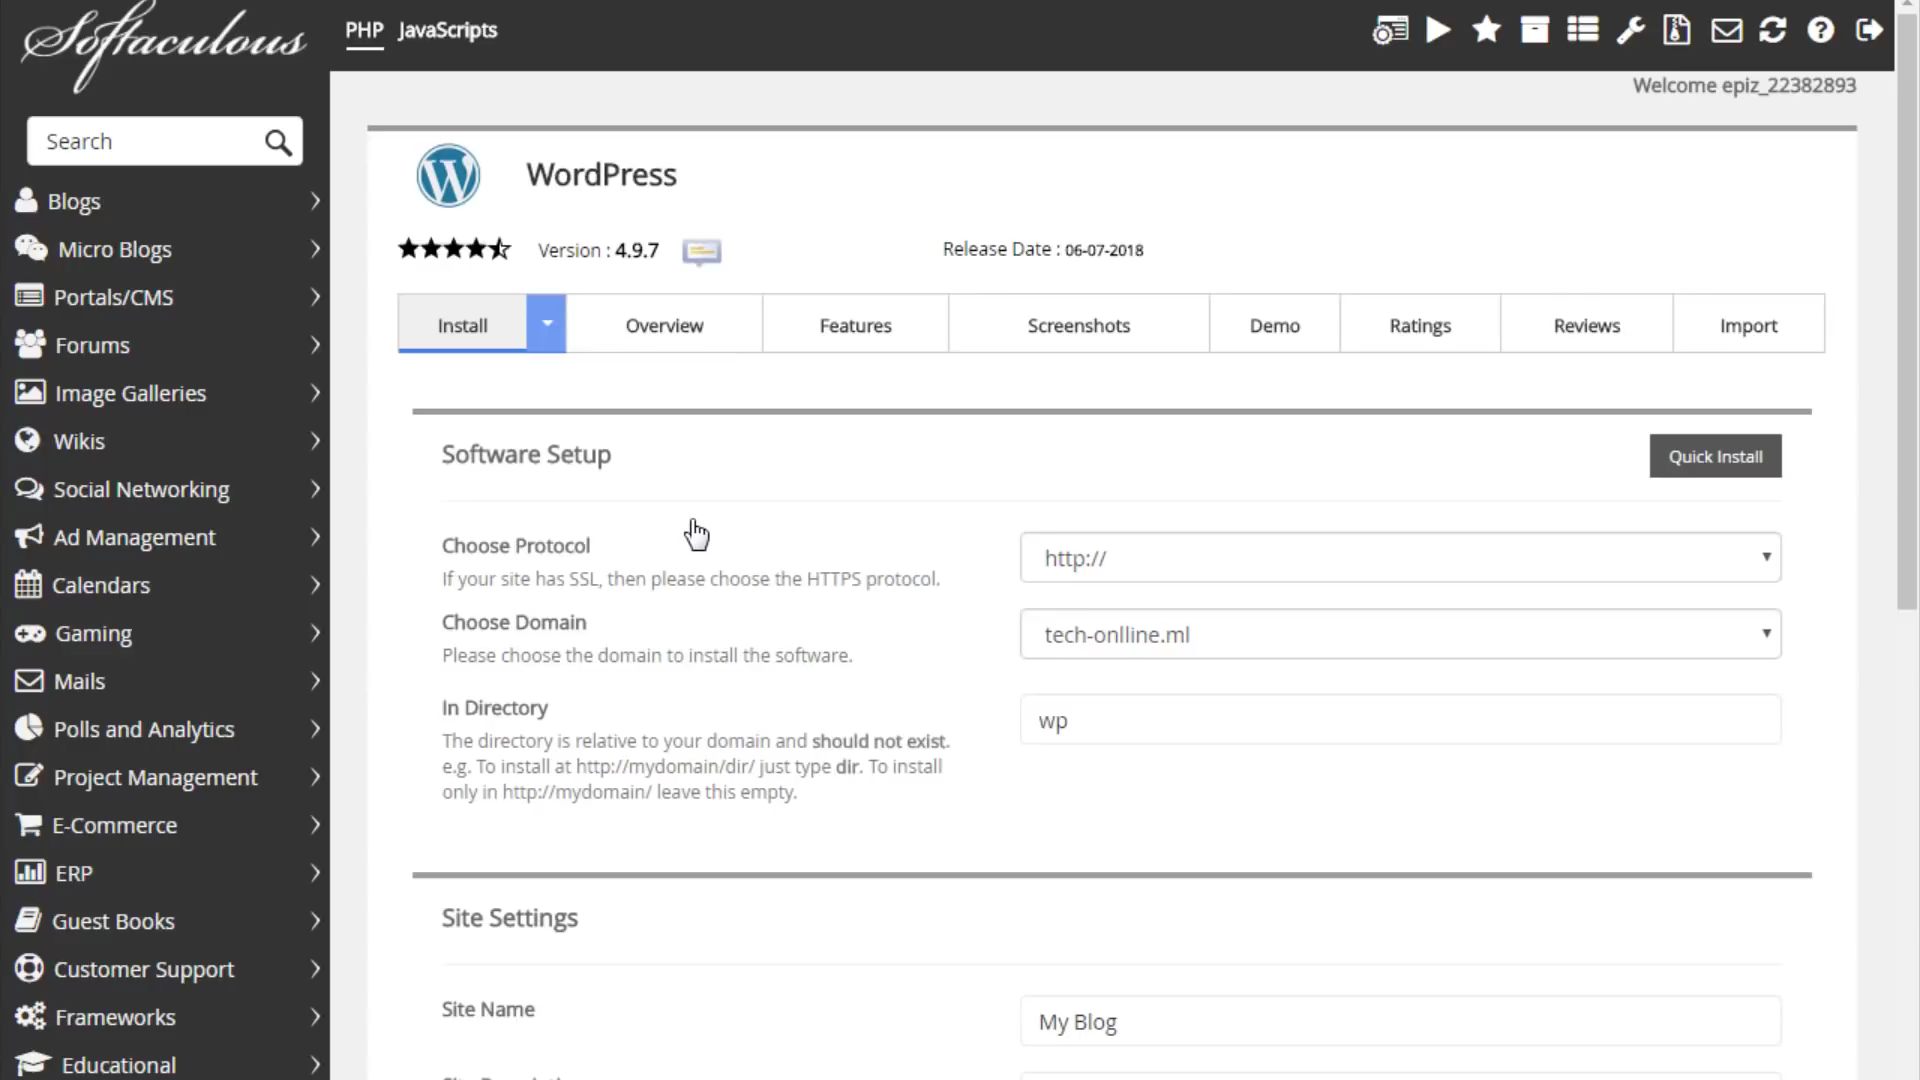 Softaculous
PHP JavaScripts
Welcome epiz_22382893
Search
Blogs
Micro Blogs
Portals/CMS
Forums
Image Galleries
Wikis
Social Networking
Ad Management
Calendars
Gaming
Mails
Polls and Analytics
Project Management
E-Commerce
ERP
Guest Books
Customer Support
Frameworks
Educational
WordPress
Version : 4.9.7
Release Date : 06-07-2018
Install
Overview
Features
Screenshots
Demo
Ratings
Reviews
Import
Software Setup
Quick Install
Choose Protocol
If your site has SSL, then please choose the HTTPS protocol.
http://
Choose Domain
Please choose the domain to install the software.
tech-onlline.ml
In Directory
The directory is relative to your domain and should not exist.
e.g. To install at http://mydomain/dir/ just type dir. To install
only in http://mydomain/ leave this empty.
wp
Site Settings
Site Name
My Blog